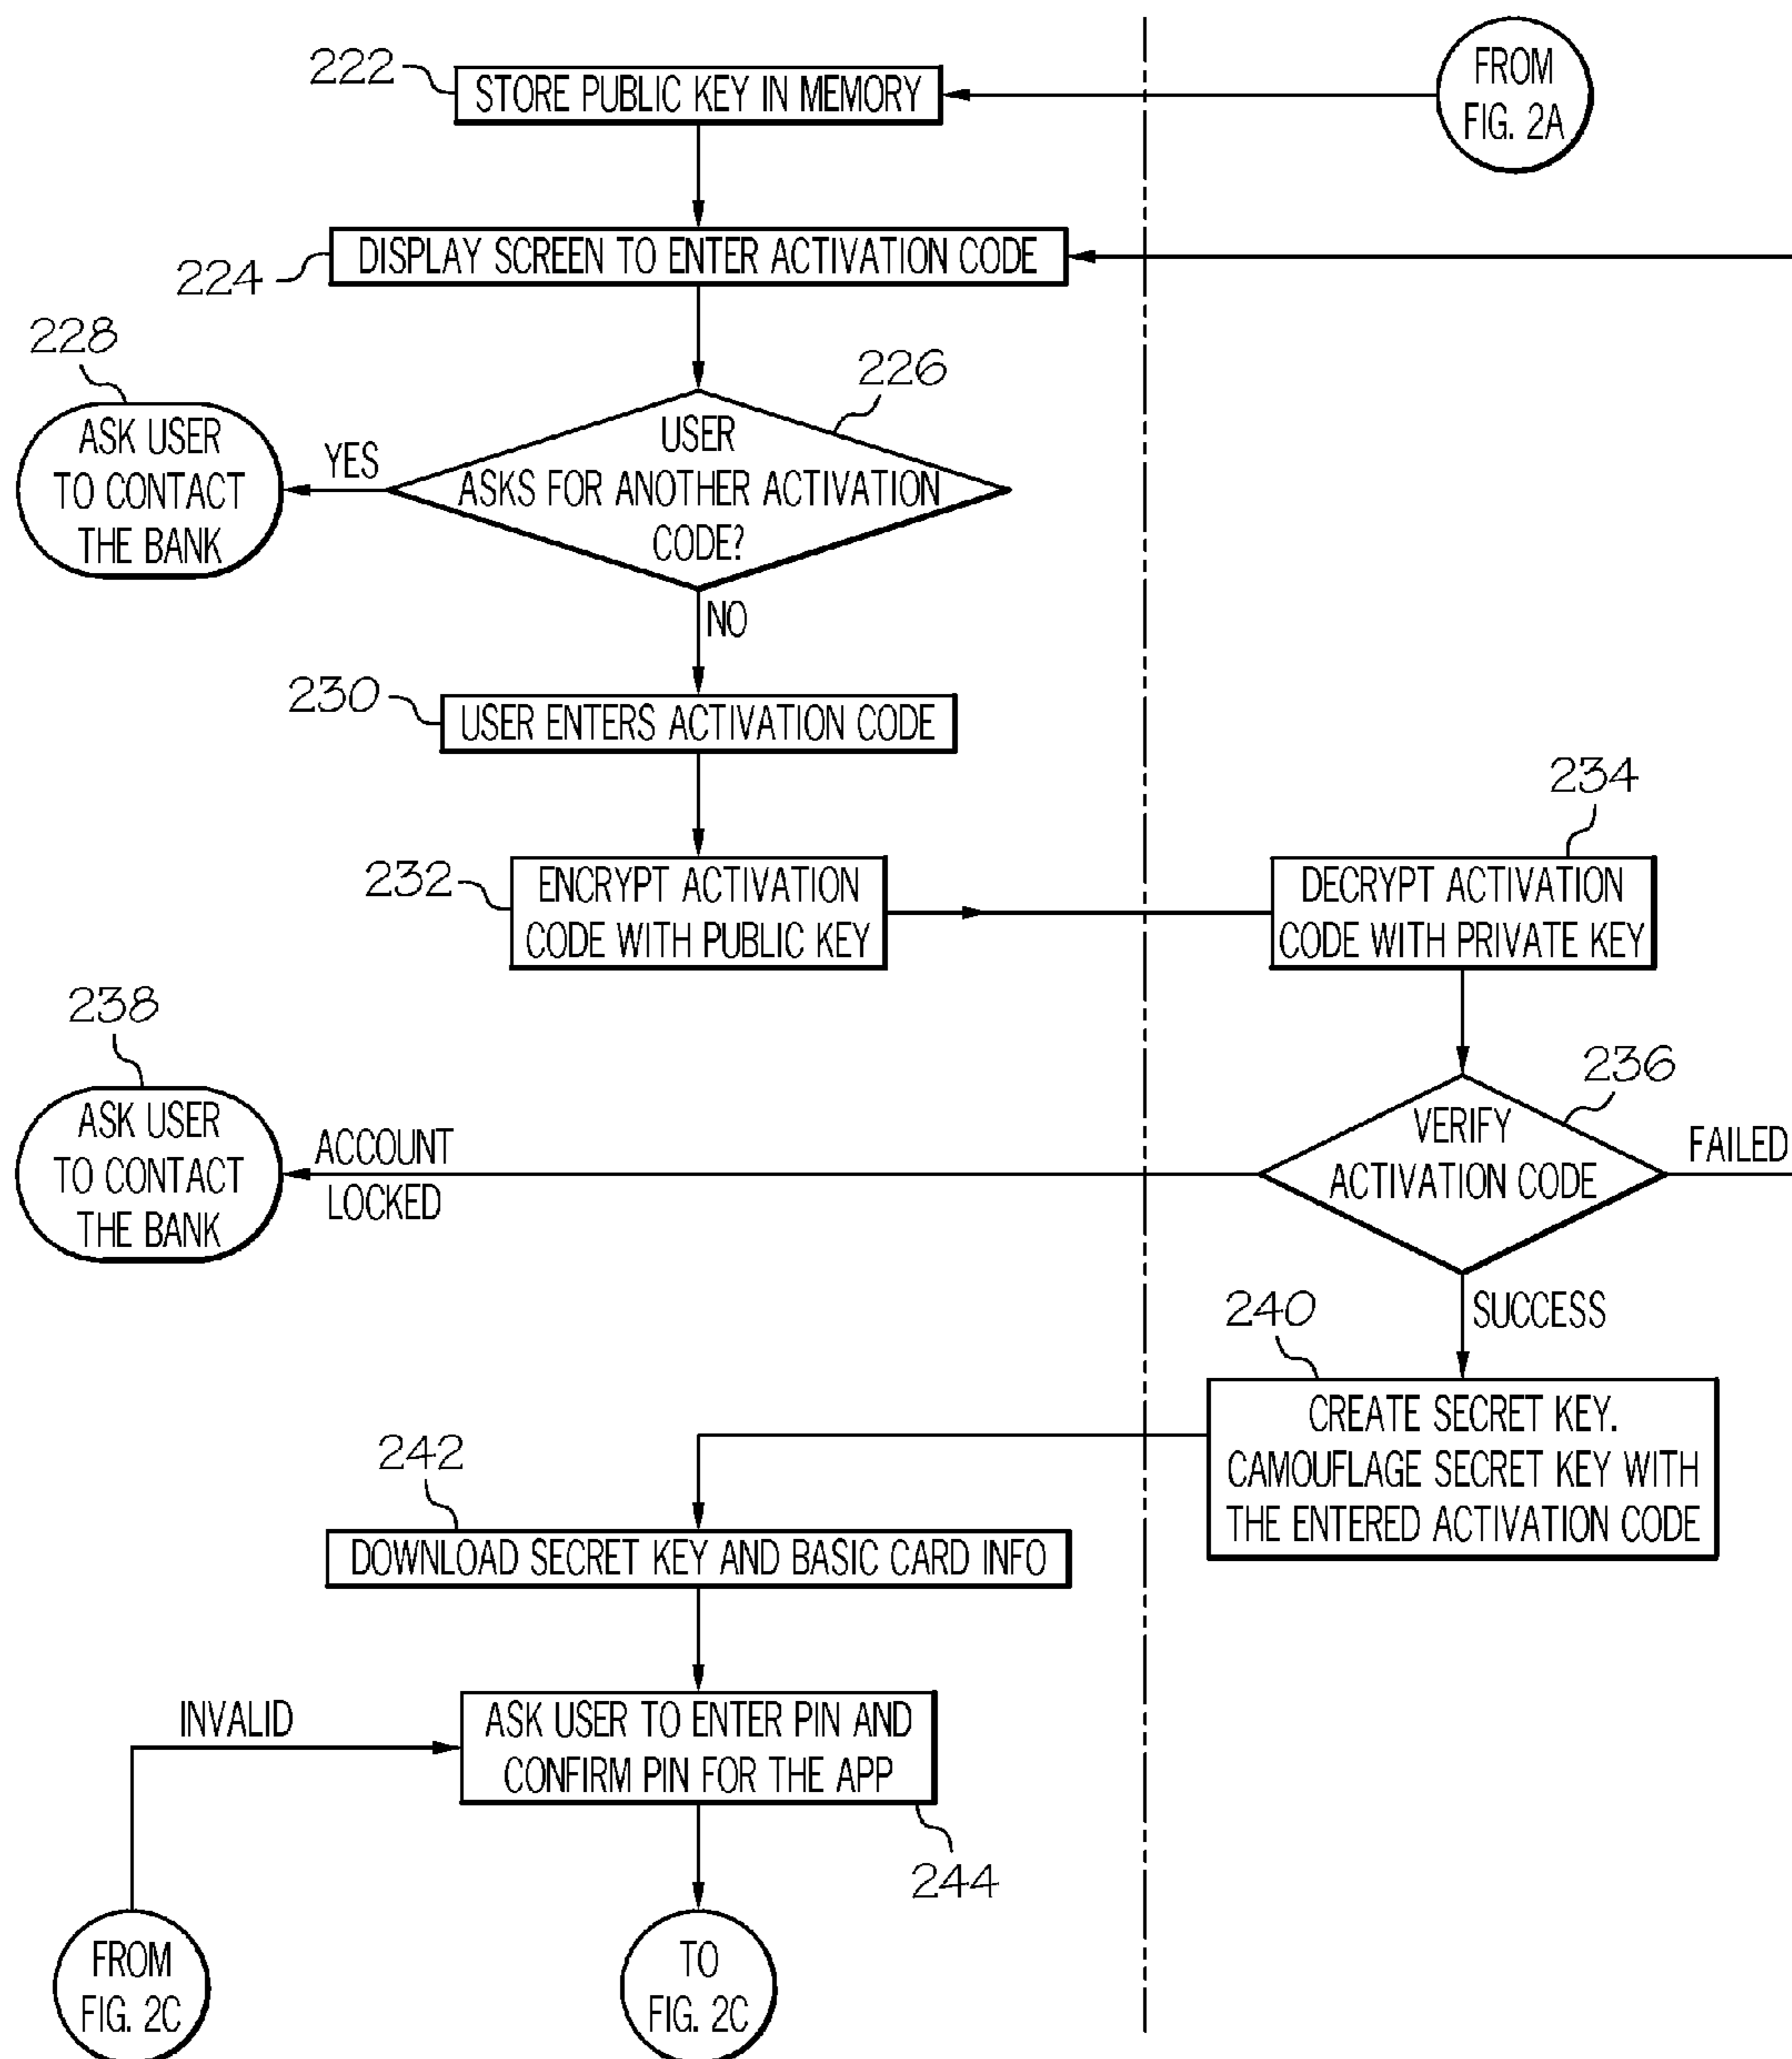 222
STORE PUBLIC KEY IN MEMORY
FROM
FIG. 2A
224
DISPLAY SCREEN TO ENTER ACTIVATION CODE
228
226
ASK USER
TO CONTACT
THE BANK
YES
USER
ASKS FOR ANOTHER ACTIVATION
CODE?
NO
230
USER ENTERS ACTIVATION CODE
232
ENCRYPT ACTIVATION
CODE WITH PUBLIC KEY
234
DECRYPT ACTIVATION
CODE WITH PRIVATE KEY
238
ASK USER
TO CONTACT
THE BANK
ACCOUNT
LOCKED
236
VERIFY
ACTIVATION CODE
FAILED
SUCCESS
240
CREATE SECRET KEY.
CAMOUFLAGE SECRET KEY WITH
THE ENTERED ACTIVATION CODE
242
DOWNLOAD SECRET KEY AND BASIC CARD INFO
INVALID
ASK USER TO ENTER PIN AND
CONFIRM PIN FOR THE APP
244
FROM
FIG. 2C
TO
FIG. 2C